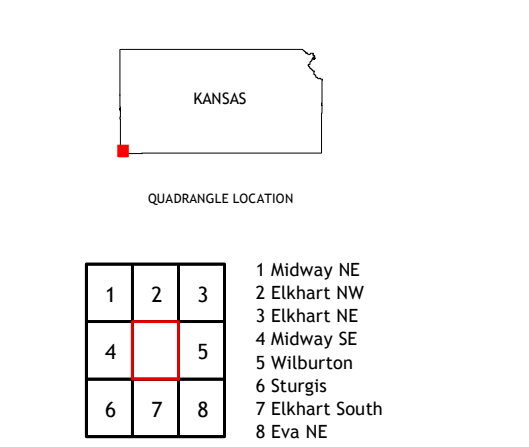 KANSAS
QUADRANGLE LOCATION
1 2 3
4 5
6 7 8
1 Midway NE
2 Elkhart NW
3 Elkhart NE
4 Midway SE
5 Wilburton
6 Sturgis
7 Elkhart South
8 Eva NE